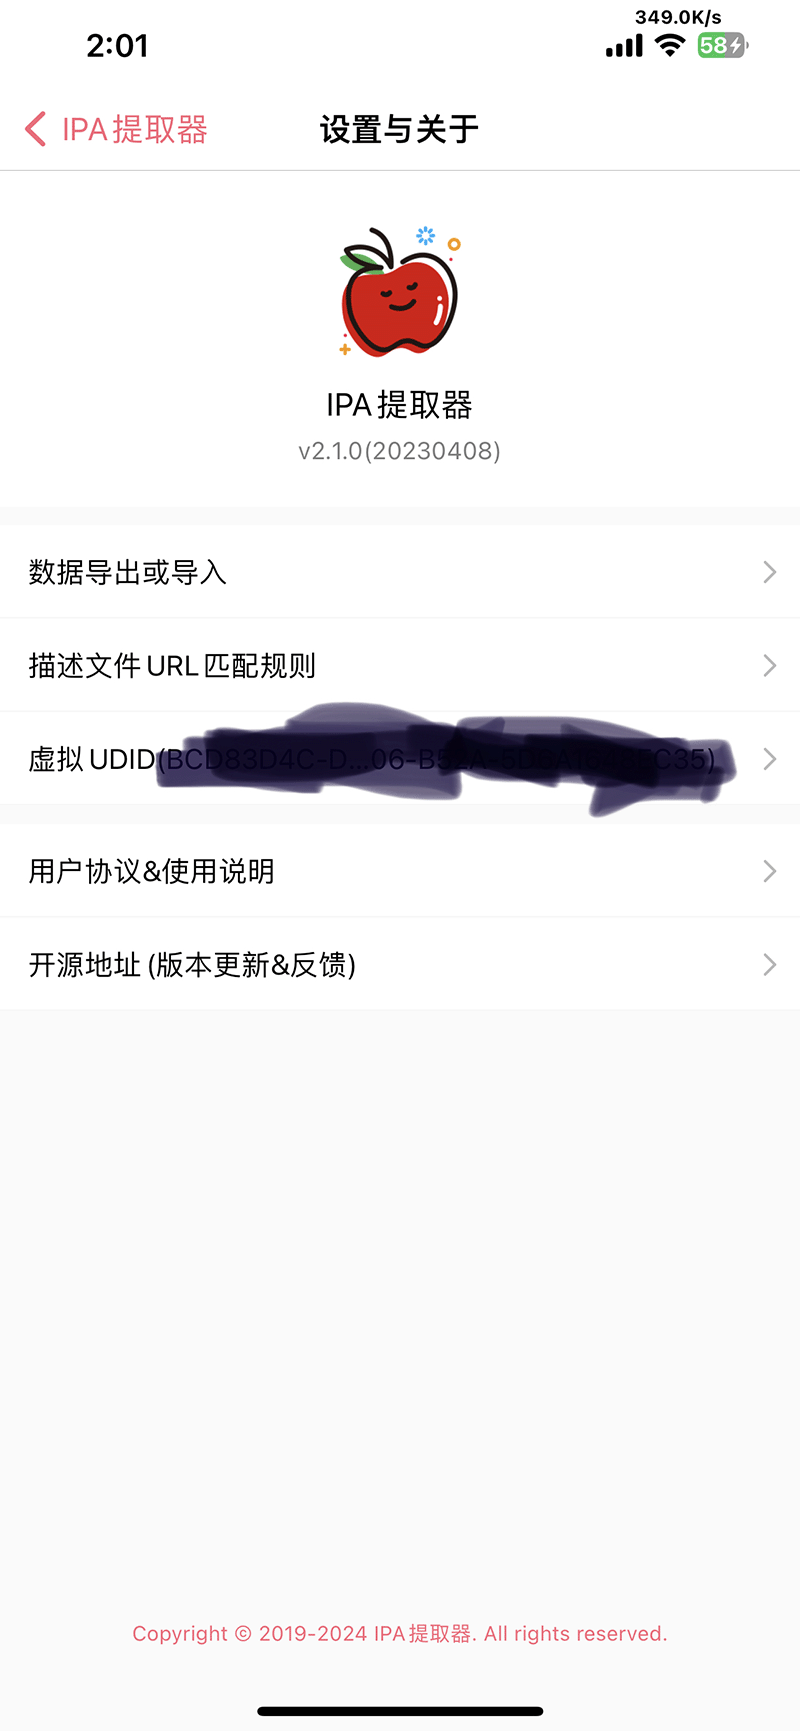 349.0K/s
2:01
58
IPA提取器
设置与关于
IPA提取器
v2.1.0(20230408)
数据导出或导入
描述文件URL匹配规则
虚拟UDID
用户协议&使用说明
开源地址(版本更新&反馈)
Copyright © 2019-2024 IPA提取器. All rights reserved.